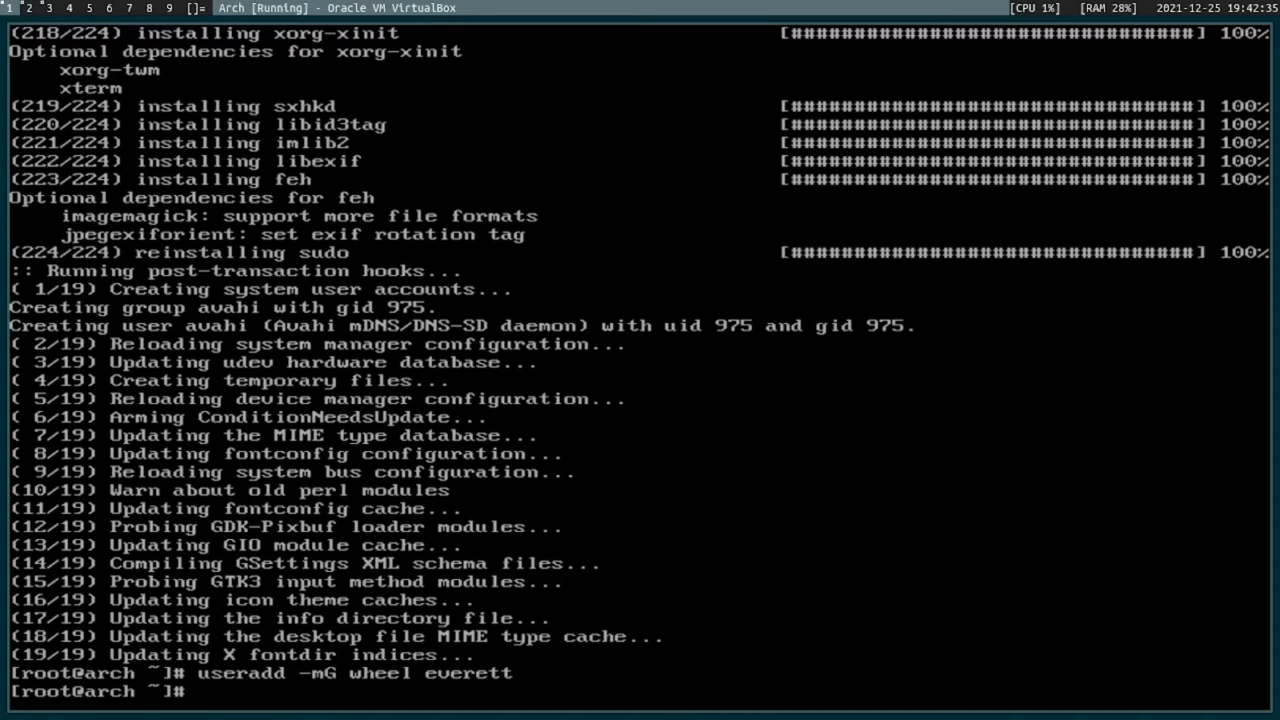 1 2 3 4 5 6 7 8 9 []= Arch [Running] - Oracle VM VirtualBox [CPU 1%] [RAM 28%] 2021-12-25 19:42:35
(218/224) installing xorg-xinit [################################] 100%
Optional dependencies for xorg-xinit
xorg-twm
xterm
(219/224) installing sxhkd [################################] 100%
(220/224) installing libid3tag [################################] 100%
(221/224) installing imlib2 [################################] 100%
(222/224) installing libexif [################################] 100%
(223/224) installing feh [################################] 100%
Optional dependencies for feh
imagemagick: support more file formats
jpegexiforient: set exif rotation tag
(224/224) reinstalling sudo [################################] 100%
:: Running post-transaction hooks...
( 1/19) Creating system user accounts...
Creating group avahi with gid 975.
Creating user avahi (Avahi mDNS/DNS-SD daemon) with uid 975 and gid 975.
( 2/19) Reloading system manager configuration...
( 3/19) Updating udev hardware database...
( 4/19) Creating temporary files...
( 5/19) Reloading device manager configuration...
( 6/19) Arming ConditionNeedsUpdate...
( 7/19) Updating the MIME type database...
( 8/19) Updating fontconfig configuration...
( 9/19) Reloading system bus configuration...
(10/19) Warn about old perl modules
(11/19) Updating fontconfig cache...
(12/19) Probing GDK-Pixbuf loader modules...
(13/19) Updating GIO module cache...
(14/19) Compiling GSettings XML schema files...
(15/19) Probing GTK3 input method modules...
(16/19) Updating icon theme caches...
(17/19) Updating the info directory file...
(18/19) Updating the desktop file MIME type cache...
(19/19) Updating X fontdir indices...
[root@arch ~]# useradd -mG wheel everett
[root@arch ~]#